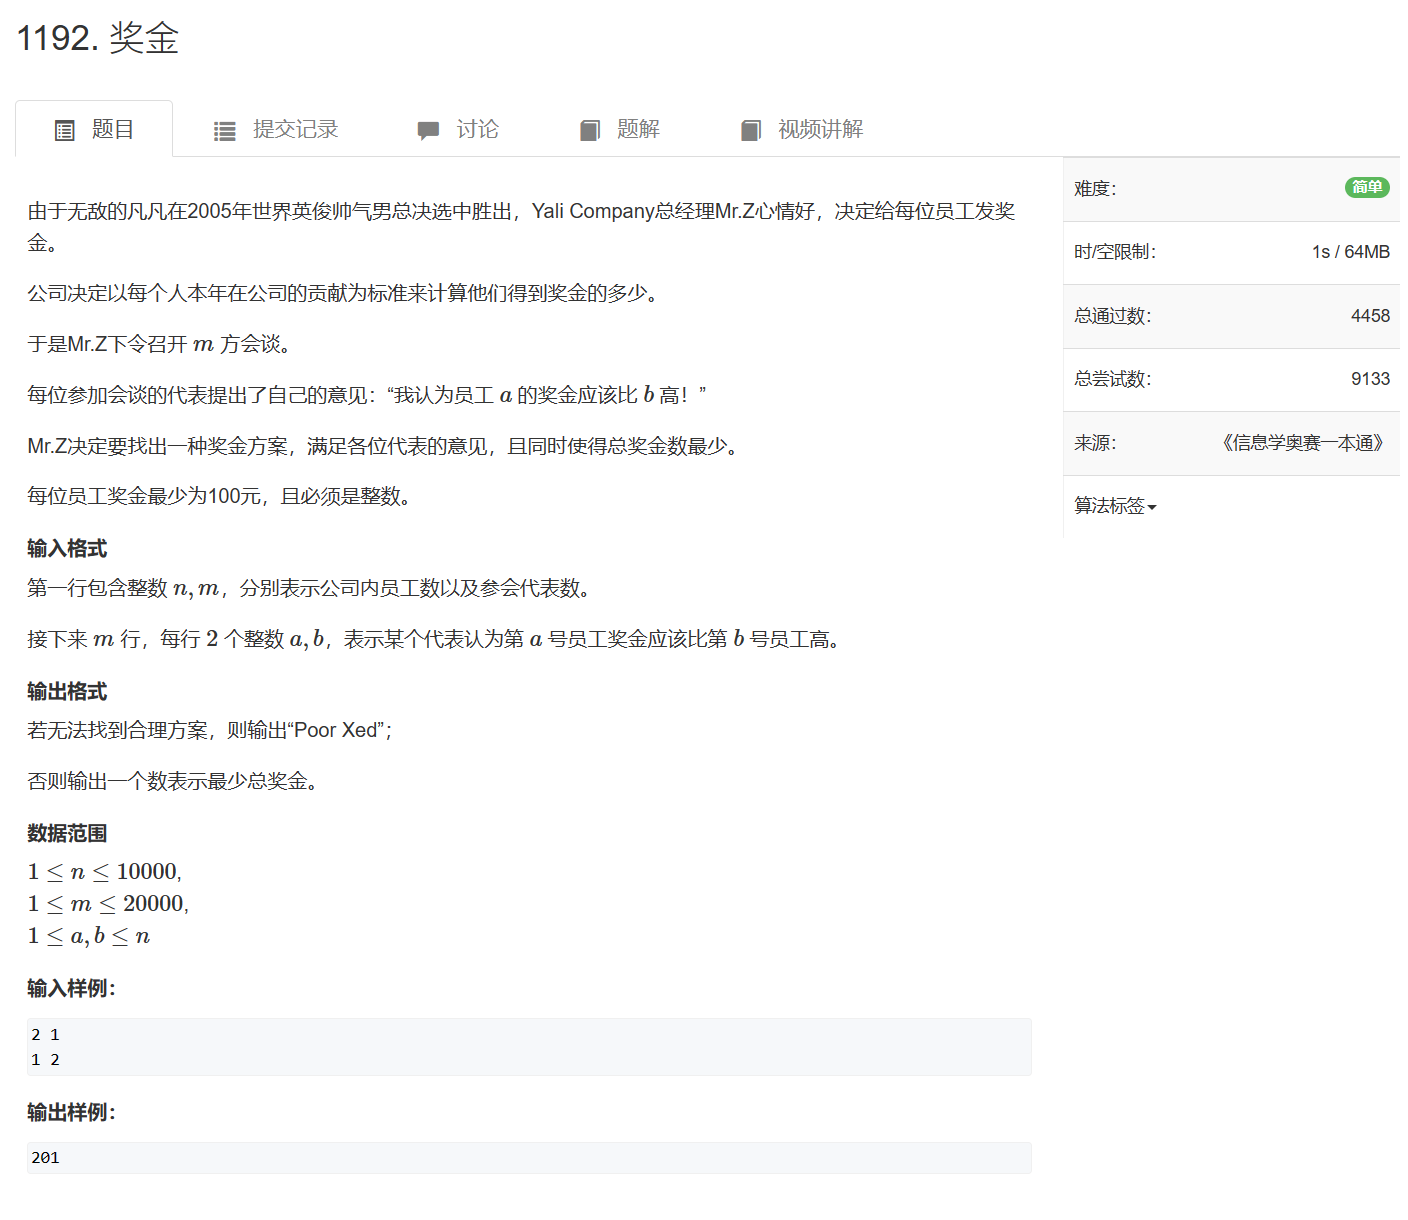 1192. 奖金
题目
提交记录
讨论
题解
视频讲解
由于无敌的凡凡在2005年世界英俊帅气男总决选中胜出，Yali Company总经理Mr.Z心情好，决定给每位员工发奖
金。
公司决定以每个人本年在公司的贡献为标准来计算他们得到奖金的多少。
于是Mr.Z下令召开 m 方会谈。
每位参加会谈的代表提出了自己的意见：“我认为员工 a 的奖金应该比 b 高！”
Mr.Z决定要找出一种奖金方案，满足各位代表的意见，且同时使得总奖金数最少。
每位员工奖金最少为100元，且必须是整数。
输入格式
第一行包含整数 n, m，分别表示公司内员工数以及参会代表数。
接下来 m 行，每行 2 个整数 a, b，表示某个代表认为第 a 号员工奖金应该比第 b 号员工高。
输出格式
若无法找到合理方案，则输出“Poor Xed”；
否则输出一个数表示最少总奖金。
数据范围
1 ≤ n ≤ 10000,
1 ≤ m ≤ 20000,
1 ≤ a, b ≤ n
输入样例：
2 1
1 2
输出样例：
201
难度： 简单
时/空限制： 1s / 64MB
总通过数： 4458
总尝试数： 9133
来源： 《信息学奥赛一本通》
算法标签